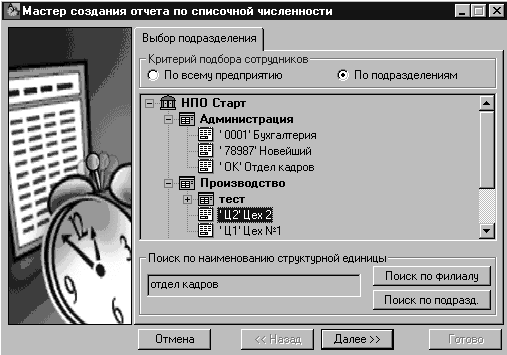 Мастер создания отчета по списочной численности
Выбор подразделения
Критерий подбора сотрудников
По всему предприятию
По подразделениям
НПО Старт
Администрация
'0001' Бухгалтерия
'78987' Новейший
'ОК' Отдел кадров
Производство
тест
'Ц2' Цех 2
'Ц1' Цех №1
Поиск по наименованию структурной единицы
отдел кадров
Поиск по филиалу
Поиск по подразд.
Отмена
<< Назад
Далее >>
Готово